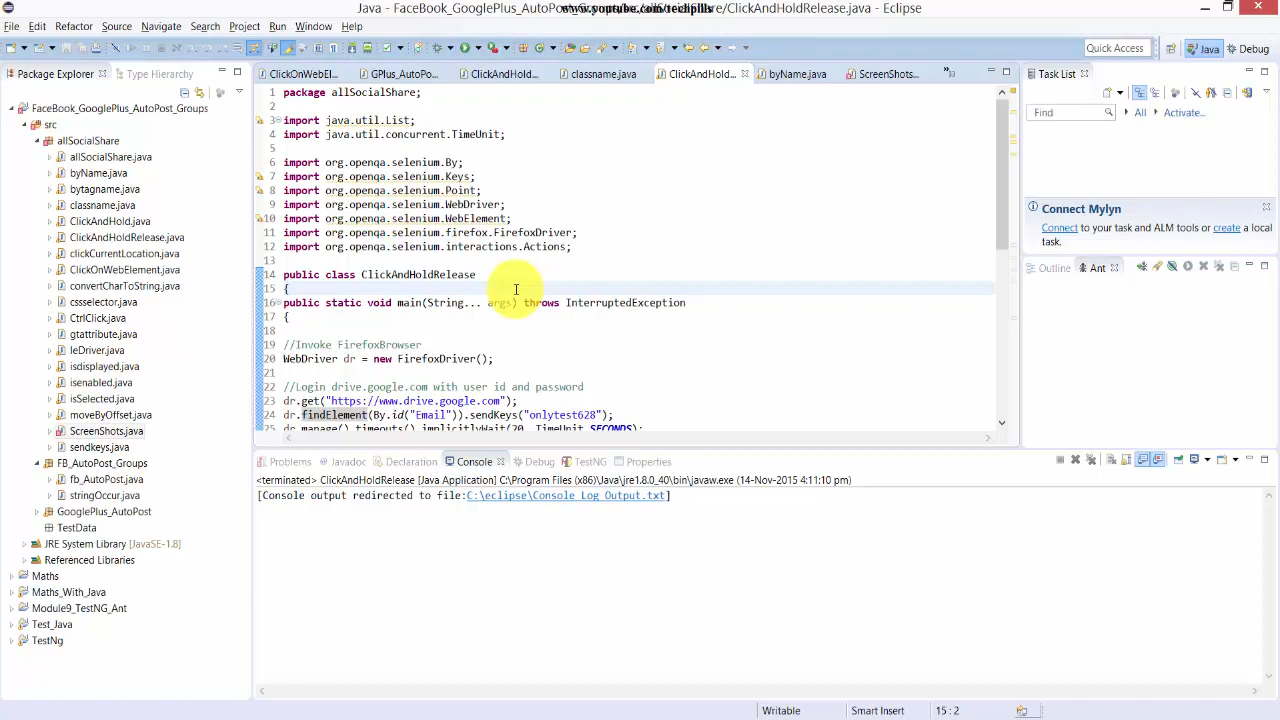 Java - FaceBook_GooglePlus_AutoPost_Groups/src/allSocialShare/ClickAndHoldRelease.java - Eclipse
www.youtube.com/techpills
File Edit Refactor Source Navigate Search Project Run Window Help
Quick Access Java Debug
Package Explorer Type Hierarchy
FaceBook_GooglePlus_AutoPost_Groups
src
allSocialShare
allSocialShare.java
byName.java
bytagname.java
classname.java
ClickAndHold.java
ClickAndHoldRelease.java
clickCurrentLocation.java
ClickOnWebElement.java
convertCharToString.java
cssselector.java
CtrlClick.java
gtattribute.java
IeDriver.java
isdisplayed.java
isenabled.java
isSelected.java
moveByOffset.java
ScreenShots.java
sendkeys.java
FB_AutoPost_Groups
fb_AutoPost.java
stringOccur.java
GooglePlus_AutoPost
TestData
JRE System Library [JavaSE-1.8]
Referenced Libraries
Maths
Maths_With_Java
Module9_TestNG_Ant
Test_Java
TestNg
ClickOnWebEl... GPlus_AutoPo... ClickAndHold... classname.java ClickAndHold... byName.java ScreenShots...
1 package allSocialShare;
2
3 import java.util.List;
4 import java.util.concurrent.TimeUnit;
5
6 import org.openqa.selenium.By;
7 import org.openqa.selenium.Keys;
8 import org.openqa.selenium.Point;
9 import org.openqa.selenium.WebDriver;
10 import org.openqa.selenium.WebElement;
11 import org.openqa.selenium.firefox.FirefoxDriver;
12 import org.openqa.selenium.interactions.Actions;
13
14 public class ClickAndHoldRelease
15 {
16 public static void main(String... args) throws InterruptedException
17 {
18
19 //Invoke FirefoxBrowser
20 WebDriver dr = new FirefoxDriver();
21
22 //Login drive.google.com with user id and password
23 dr.get("https://www.drive.google.com");
24 dr.findElement(By.id("Email")).sendKeys("onlytest628");
25 dr.manage().timeouts().implicitlyWait(20, TimeUnit.SECONDS);
Task List
Find All Activate...
Connect Mylyn
Connect to your task and ALM tools or create a local
task.
Outline Ant
Problems Javadoc Declaration Console Debug TestNG Properties
<terminated> ClickAndHoldRelease [Java Application] C:\Program Files (x86)\Java\jre1.8.0_40\bin\javaw.exe (14-Nov-2015 4:11:10 pm)
[Console output redirected to file:C:\eclipse\Console_Log_Output.txt]
Writable Smart Insert 15 : 2